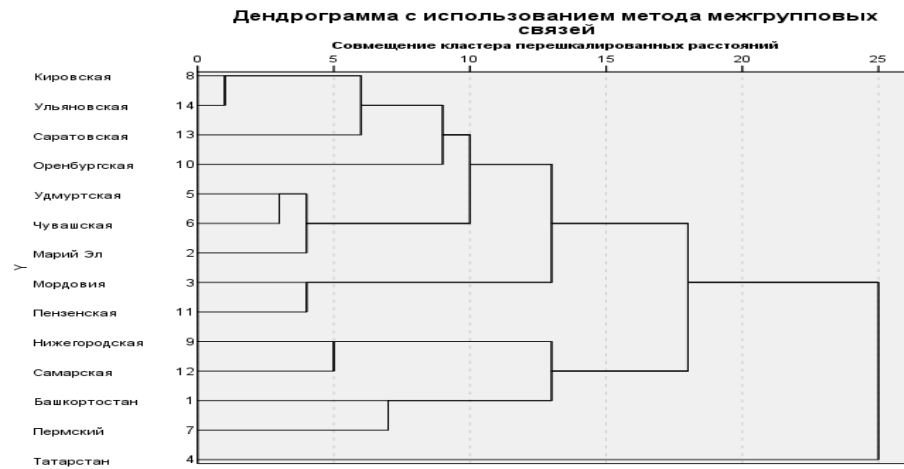 Дендрограмма с использованием метода межгрупповых
связей
Совмещение кластера перешкалированных расстояний
0 5 10 15 20 25
Кировская 8
Ульяновская 14
Саратовская 13
Оренбургская 10
Удмуртская 5
Чувашская 6
Марий Эл 2
Y
Мордовия 3
Пензенская 11
Нижегородская 9
Самарская 12
Башкортостан 1
Пермский 7
Татарстан 4